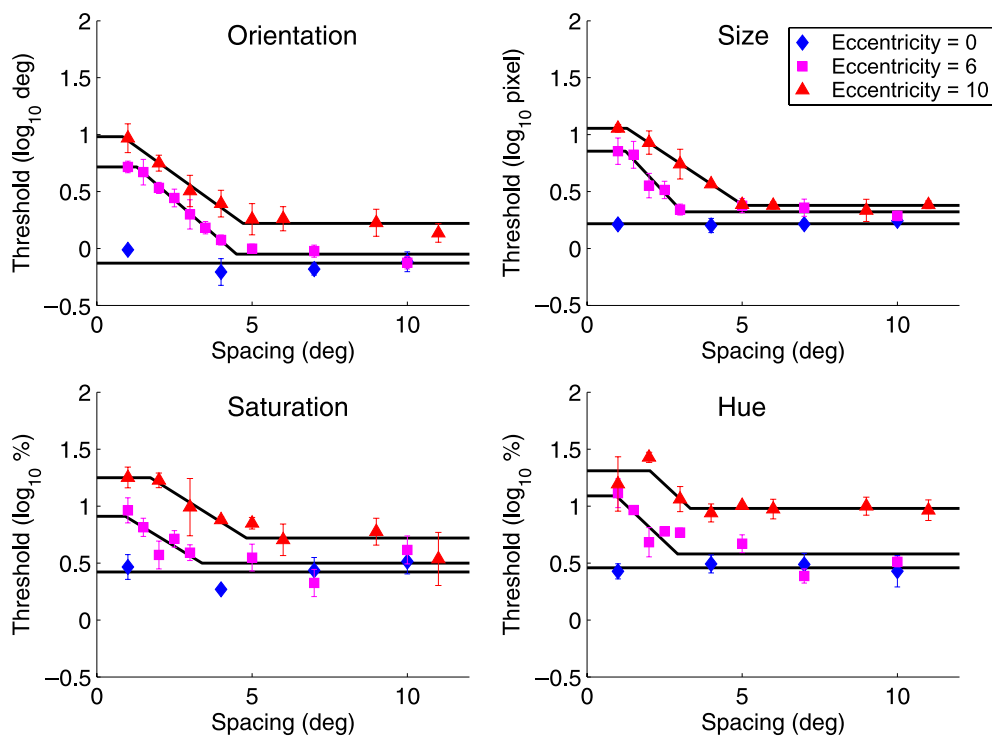 Orientation
2
1.5
1
0.5
0
−0.5
Threshold (log10 deg)
0
5
10
Spacing (deg)
Size
2
1.5
1
0.5
0
−0.5
Threshold (log10 pixel)
0
5
10
Spacing (deg)
Eccentricity = 0
Eccentricity = 6
Eccentricity = 10
Saturation
2
1.5
1
0.5
0
−0.5
Threshold (log10 %)
0
5
10
Spacing (deg)
Hue
2
1.5
1
0.5
0
−0.5
Threshold (log10 %)
0
5
10
Spacing (deg)